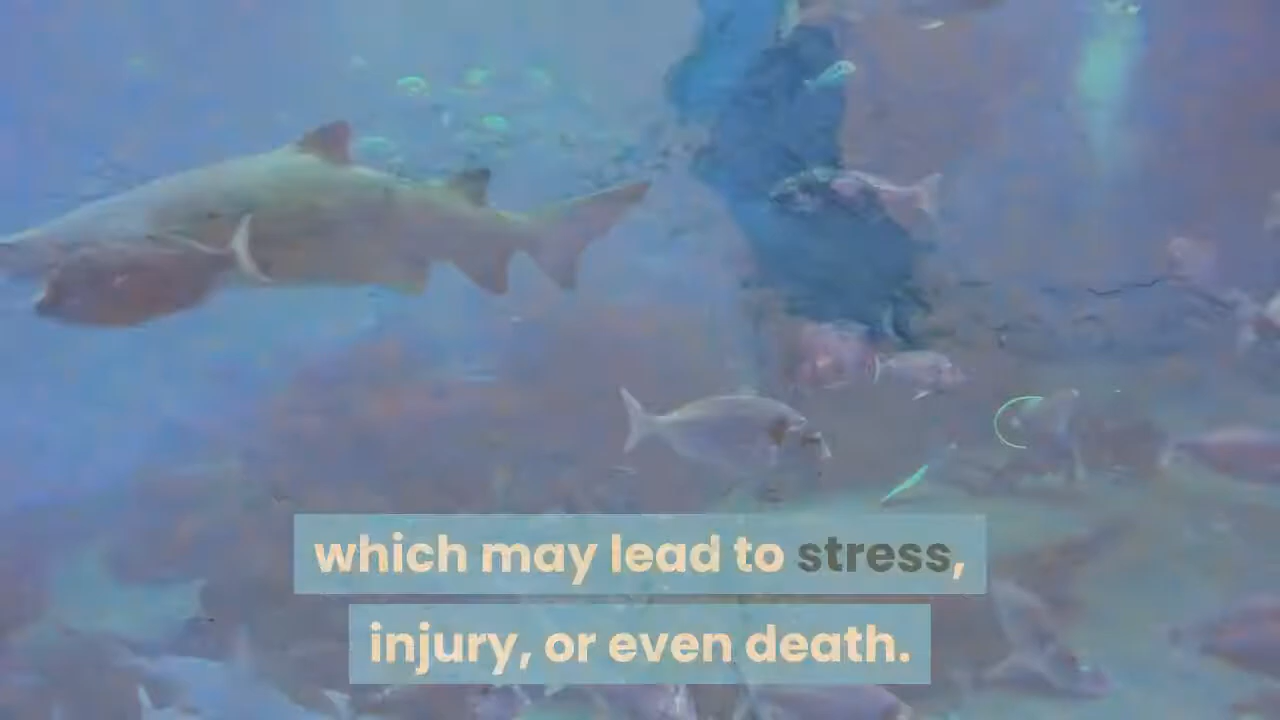 which may lead to stress,
injury, or even death.